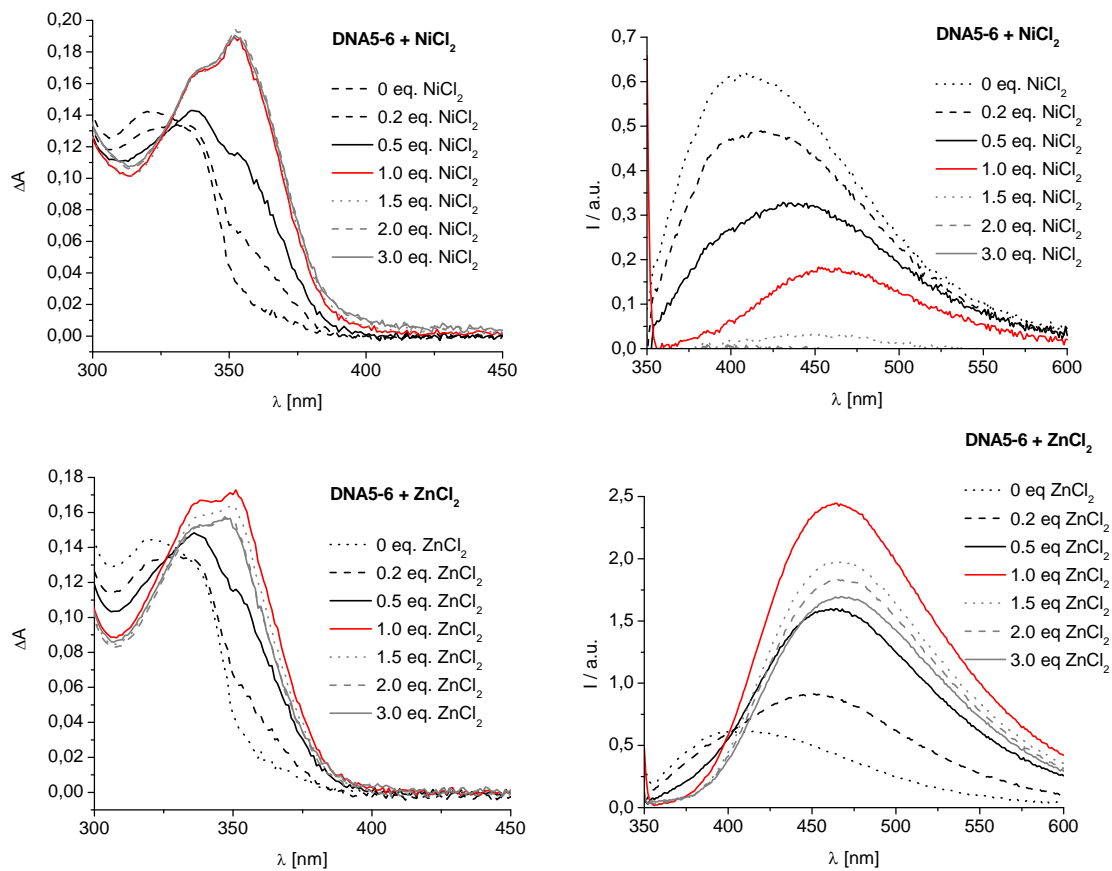 DNA5-6 + NiCl2
0 eq. NiCl2
0.2 eq. NiCl2
0.5 eq. NiCl2
1.0 eq. NiCl2
1.5 eq. NiCl2
2.0 eq. NiCl2
3.0 eq. NiCl2
0,20
0,18
0,16
0,14
0,12
0,10
0,08
0,06
0,04
0,02
0,00
ΔA
300
350
400
450
λ [nm]
DNA5-6 + NiCl2
0 eq. NiCl2
0.2 eq. NiCl2
0.5 eq. NiCl2
1.0 eq. NiCl2
1.5 eq. NiCl2
2.0 eq. NiCl2
3.0 eq. NiCl2
0,7
0,6
0,5
0,4
0,3
0,2
0,1
0,0
I / a.u.
350
400
450
500
550
600
λ [nm]
DNA5-6 + ZnCl2
0 eq. ZnCl2
0.2 eq. ZnCl2
0.5 eq. ZnCl2
1.0 eq. ZnCl2
1.5 eq. ZnCl2
2.0 eq. ZnCl2
3.0 eq. ZnCl2
0,18
0,16
0,14
0,12
0,10
0,08
0,06
0,04
0,02
0,00
ΔA
300
350
400
450
λ [nm]
DNA5-6 + ZnCl2
0 eq ZnCl2
0.2 eq ZnCl2
0.5 eq ZnCl2
1.0 eq ZnCl2
1.5 eq ZnCl2
2.0 eq ZnCl2
3.0 eq ZnCl2
2,5
2,0
1,5
1,0
0,5
0,0
I / a.u.
350
400
450
500
550
600
λ [nm]